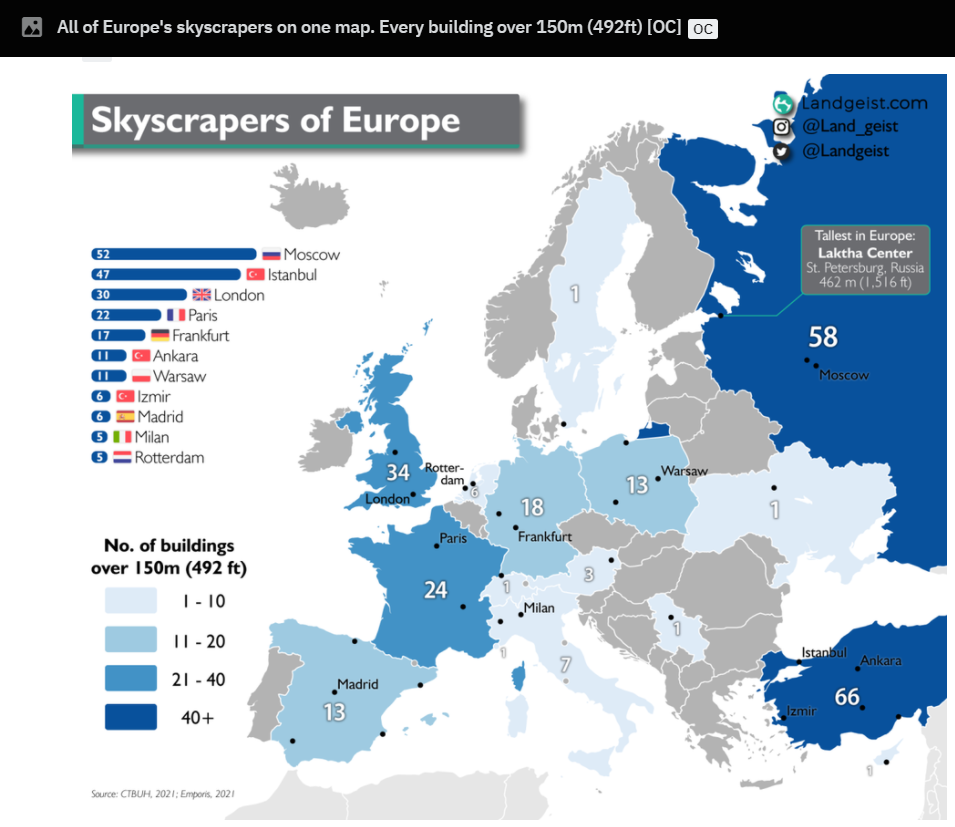 All of Europe's skyscrapers on one map. Every building over 150m (492ft) [OC] OC
Skyscrapers of Europe
Landgeist.com
@Land_geist
@Landgeist
Tallest in Europe:
Laktha Center
St. Petersburg, Russia
462 m (1,516 ft)
52 Moscow
47 Istanbul
30 London
22 Paris
17 Frankfurt
11 Ankara
11 Warsaw
6 Izmir
6 Madrid
5 Milan
5 Rotterdam
No. of buildings
over 150m (492 ft)
1 - 10
11 - 20
21 - 40
40+
1
58
Moscow
34
London
Rotter-
dam
6
18
Frankfurt
13
Warsaw
1
Paris
24
1
3
Milan
1
7
1
Madrid
13
Istanbul
Ankara
66
Izmir
1
Source: CTBUH, 2021; Emporis, 2021